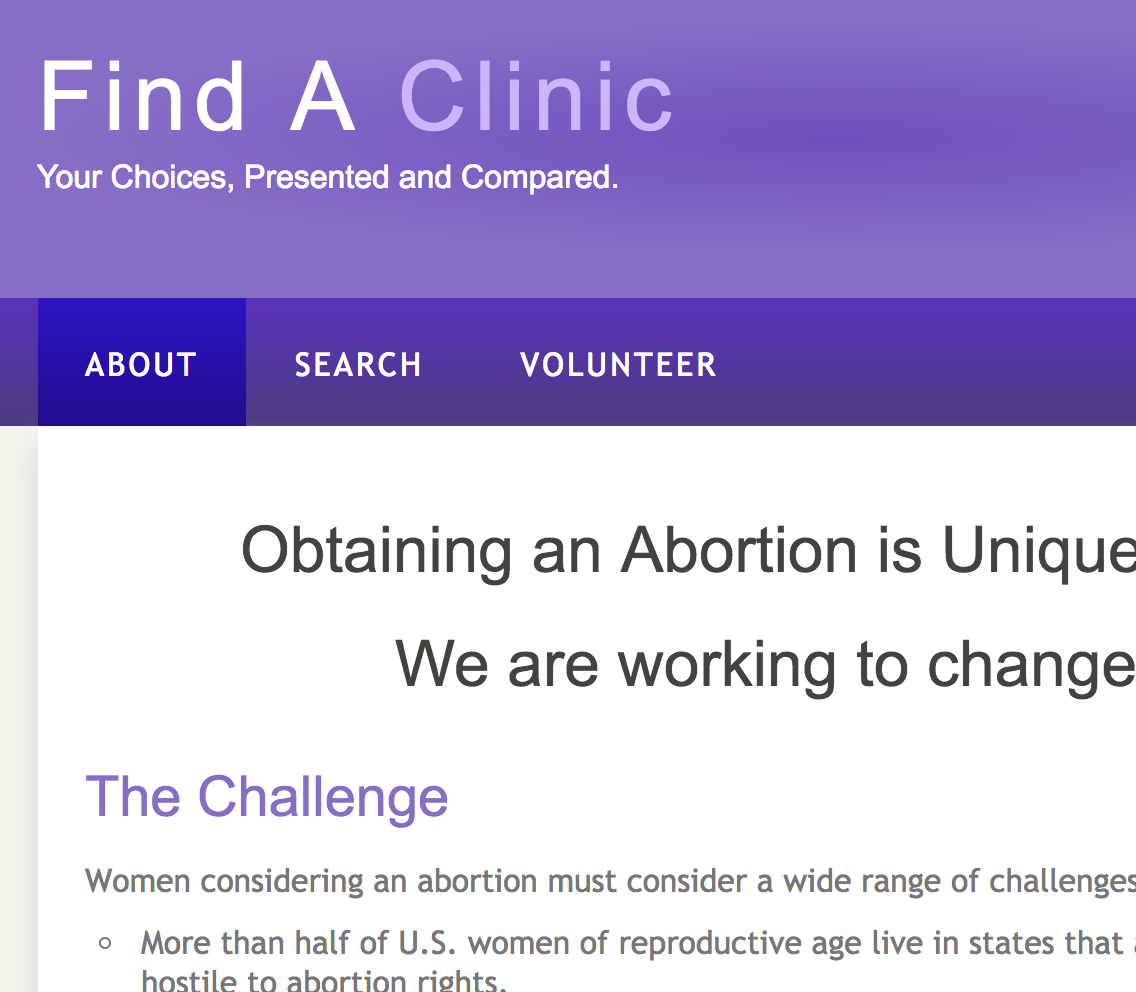 Find A Clinic
Your Choices, Presented and Compared.
ABOUT SEARCH VOLUNTEER
Obtaining an Abortion is Unique
We are working to change
The Challenge
Women considering an abortion must consider a wide range of challenges
More than half of U.S. women of reproductive age live in states that
hostile to abortion rights.